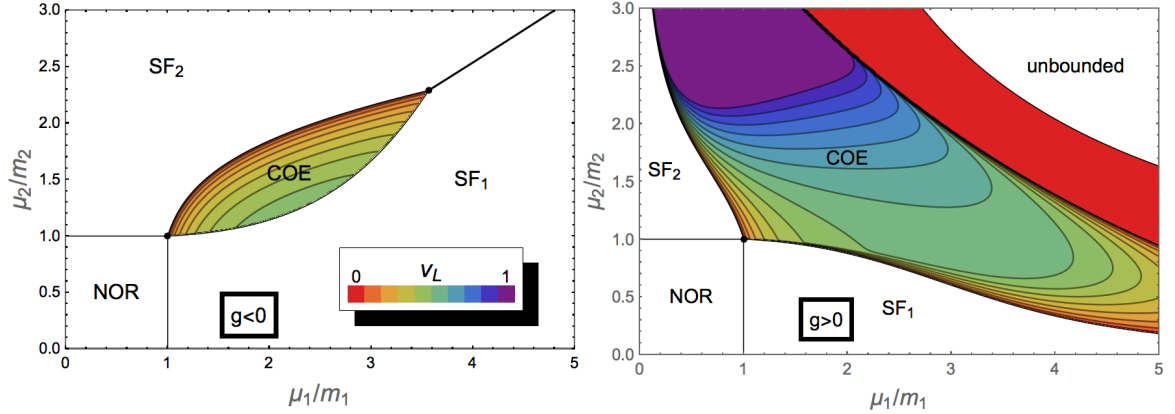 3.0
2.5
2.0
1.5
1.0
0.5
0.0
μ₂/m₂
SF₂
COE
SF₁
NOR
g<0
0 v_L 1
0 1 2 3 4 5
μ₁/m₁
3.0
2.5
2.0
1.5
1.0
0.5
0.0
μ₂/m₂
unbounded
COE
SF₂
NOR
g>0
SF₁
0 1 2 3 4 5
μ₁/m₁